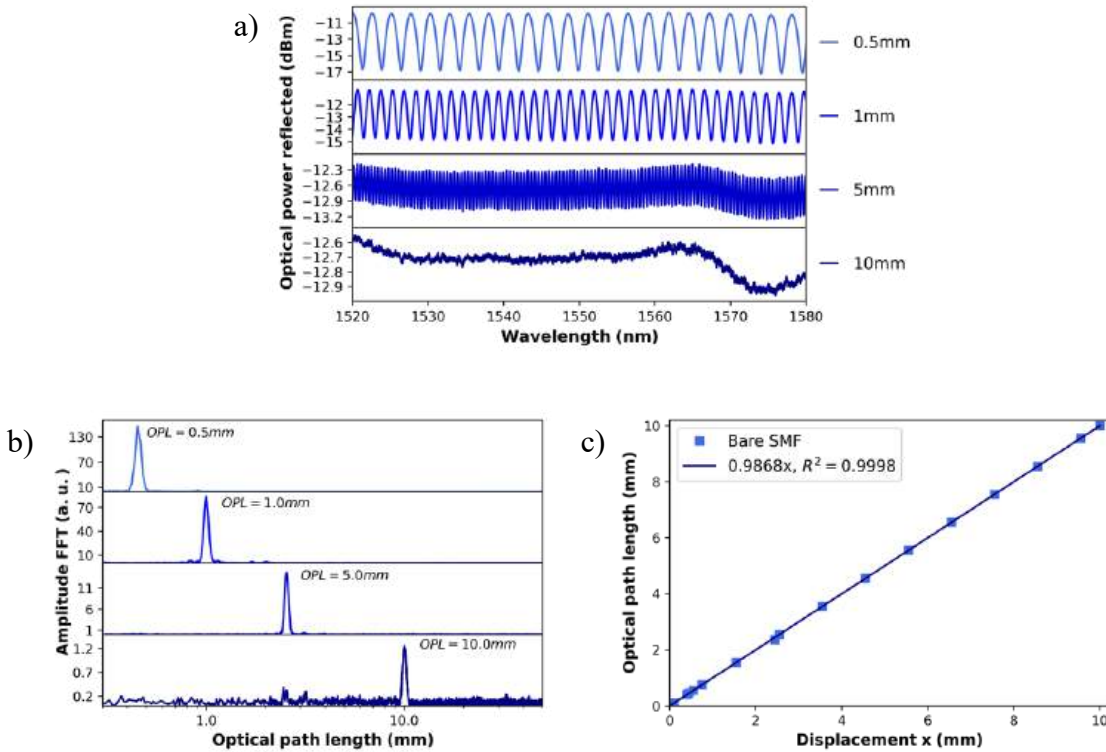 a)
Optical power reflected (dBm)
−11
−13
−15
−17
0.5mm
−12
−13
−14
−15
1mm
−12.3
−12.6
−12.9
−13.2
5mm
−12.6
−12.7
−12.8
−12.9
10mm
1520 1530 1540 1550 1560 1570 1580
Wavelength (nm)
b)
Amplitude FFT (a. u.)
130
70
10
OPL = 0.5mm
70
40
10
OPL = 1.0mm
11
6
1
OPL = 5.0mm
1.2
0.7
0.2
OPL = 10.0mm
1.0 10.0
Optical path length (mm)
c)
Optical path length (mm)
10
8
6
4
2
0
Bare SMF
0.9868x, R² = 0.9998
0 2 4 6 8 10
Displacement x (mm)